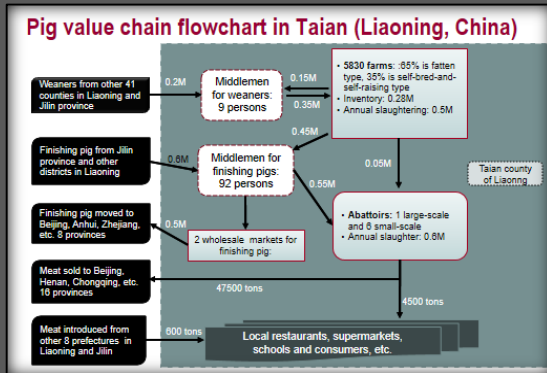 Pig value chain flowchart in Taian (Liaoning, China)
Weaners from other 41
counties in Liaoning and
Jilin province
0.2M
Middlemen
for weaners:
9 persons
0.15M
0.35M
5830 farms: :65% is fatten
type, 35% is self-bred-and-
self-raising type
• Inventory: 0.28M
• Annual slaughtering: 0.5M
0.45M
Finishing pig from Jilin
province and other
districts in Liaoning
0.6M
Middlemen for
finishing pigs:
92 persons
0.05M
Taian county
of Liaonng
0.55M
Finishing pig moved to
Beijing, Anhui, Zhejiang,
etc. 8 provinces
0.5M
2 wholesale markets for
finishing pig:
• Abattoirs: 1 large-scale
and 6 small-scale
• Annual slaughter: 0.6M
Meat sold to Beijing,
Henan, Chongqing, etc.
16 provinces
47500 tons
4500 tons
Meat introduced from
other 8 prefectures in
Liaoning and Jilin
600 tons
Local restaurants, supermarkets,
schools and consumers, etc.